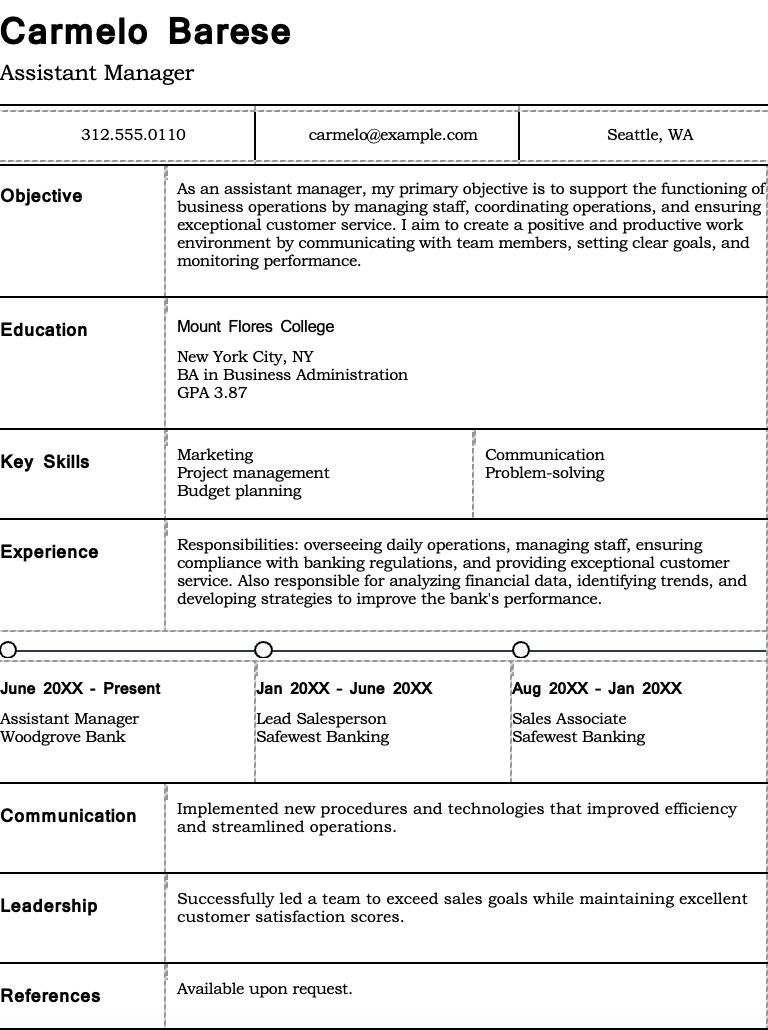 Carmelo Barese
Assistant Manager
312.555.0110
carmelo@example.com
Seattle, WA
Objective
As an assistant manager, my primary objective is to support the functioning of
business operations by managing staff, coordinating operations, and ensuring
exceptional customer service. I aim to create a positive and productive work
environment by communicating with team members, setting clear goals, and
monitoring performance.
Education
Mount Flores College
New York City, NY
BA in Business Administration
GPA 3.87
Key Skills
Marketing
Project management
Budget planning
Communication
Problem-solving
Experience
Responsibilities: overseeing daily operations, managing staff, ensuring
compliance with banking regulations, and providing exceptional customer
service. Also responsible for analyzing financial data, identifying trends, and
developing strategies to improve the bank's performance.
June 20XX - Present
Assistant Manager
Woodgrove Bank
Jan 20XX - June 20XX
Lead Salesperson
Safewest Banking
Aug 20XX - Jan 20XX
Sales Associate
Safewest Banking
Communication
Implemented new procedures and technologies that improved efficiency
and streamlined operations.
Leadership
Successfully led a team to exceed sales goals while maintaining excellent
customer satisfaction scores.
References
Available upon request.